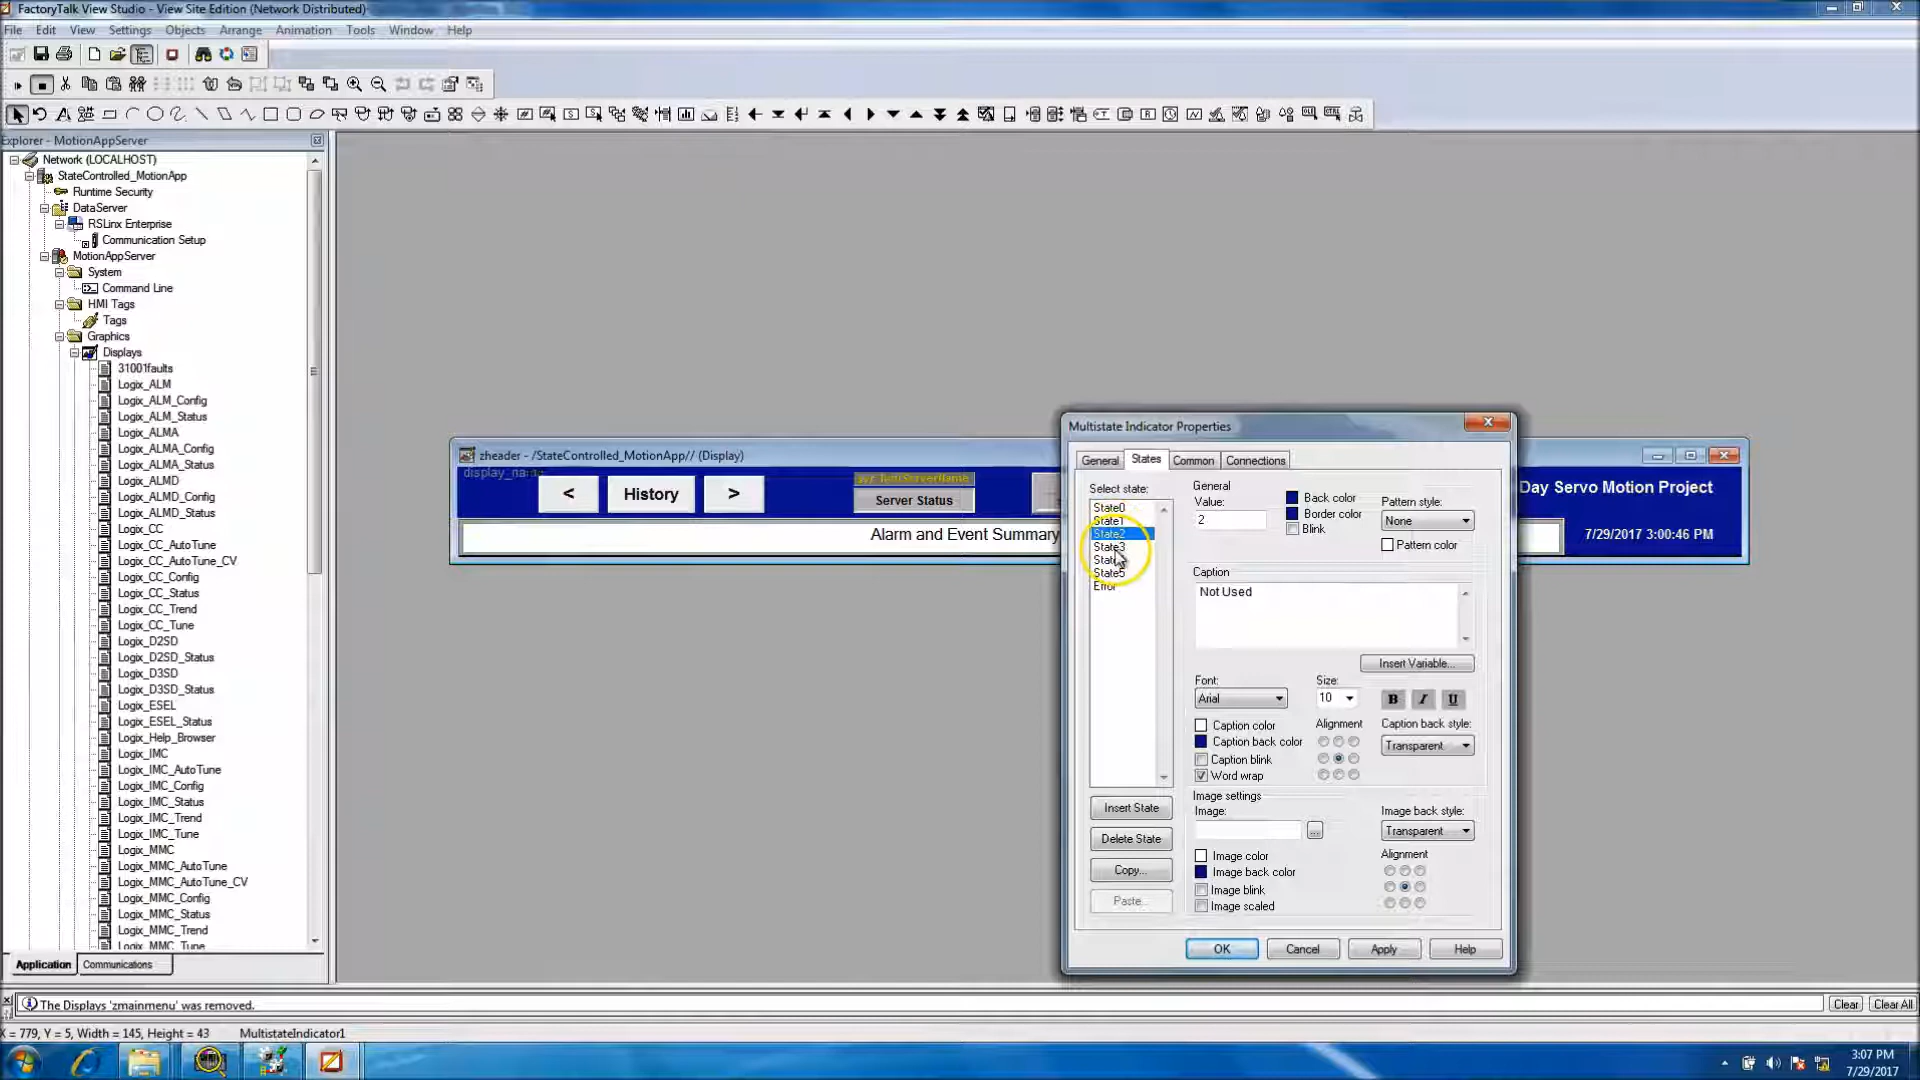 FactoryTalk View Studio - View Site Edition (Network Distributed)
File Edit View Settings Objects Arrange Animation Tools Window Help
Explorer - MotionAppServer
Network (LOCALHOST)
StateControlled_MotionApp
Runtime Security
DataServer
RSLinx Enterprise
Communication Setup
MotionAppServer
System
Command Line
HMI Tags
Tags
Graphics
Displays
31001faults
Logix_ALM
Logix_ALM_Config
Logix_ALM_Status
Logix_ALMA
Logix_ALMA_Config
Logix_ALMA_Status
Logix_ALMD
Logix_ALMD_Config
Logix_ALMD_Status
Logix_CC
Logix_CC_AutoTune
Logix_CC_AutoTune_CV
Logix_CC_Config
Logix_CC_Status
Logix_CC_Trend
Logix_CC_Tune
Logix_D2SD
Logix_D2SD_Status
Logix_D3SD
Logix_D3SD_Status
Logix_ESEL
Logix_ESEL_Status
Logix_Help_Browser
Logix_IMC
Logix_IMC_AutoTune
Logix_IMC_Config
Logix_IMC_Status
Logix_IMC_Trend
Logix_IMC_Tune
Logix_MMC
Logix_MMC_AutoTune
Logix_MMC_AutoTune_CV
Logix_MMC_Config
Logix_MMC_Status
Logix_MMC_Trend
Logix_MMC_Tune
Application Communications
zheader - /StateControlled_MotionApp// (Display)
display_name
< History >
Server Status
Day Servo Motion Project
Alarm and Event Summary
7/29/2017 3:00:46 PM
Multistate Indicator Properties
General States Common Connections
Select state:
State0
State1
State2
State3
State5
Error
Insert State
Delete State
Copy...
Paste...
General
Value:
2
Back color
Border color
Blink
Pattern style:
None
Pattern color
Caption
Not Used
Insert Variable...
Font:
Arial
Size:
10
B I U
Caption color
Caption back color
Caption blink
Word wrap
Alignment
Caption back style:
Transparent
Image settings
Image:
...
Image back style:
Transparent
Image color
Image back color
Image blink
Image scaled
Alignment
OK Cancel Apply Help
The Displays 'zmainmenu' was removed.
Clear Clear All
X = 779, Y = 5, Width = 145, Height = 43 MultistateIndicator1
3:07 PM
7/29/2017